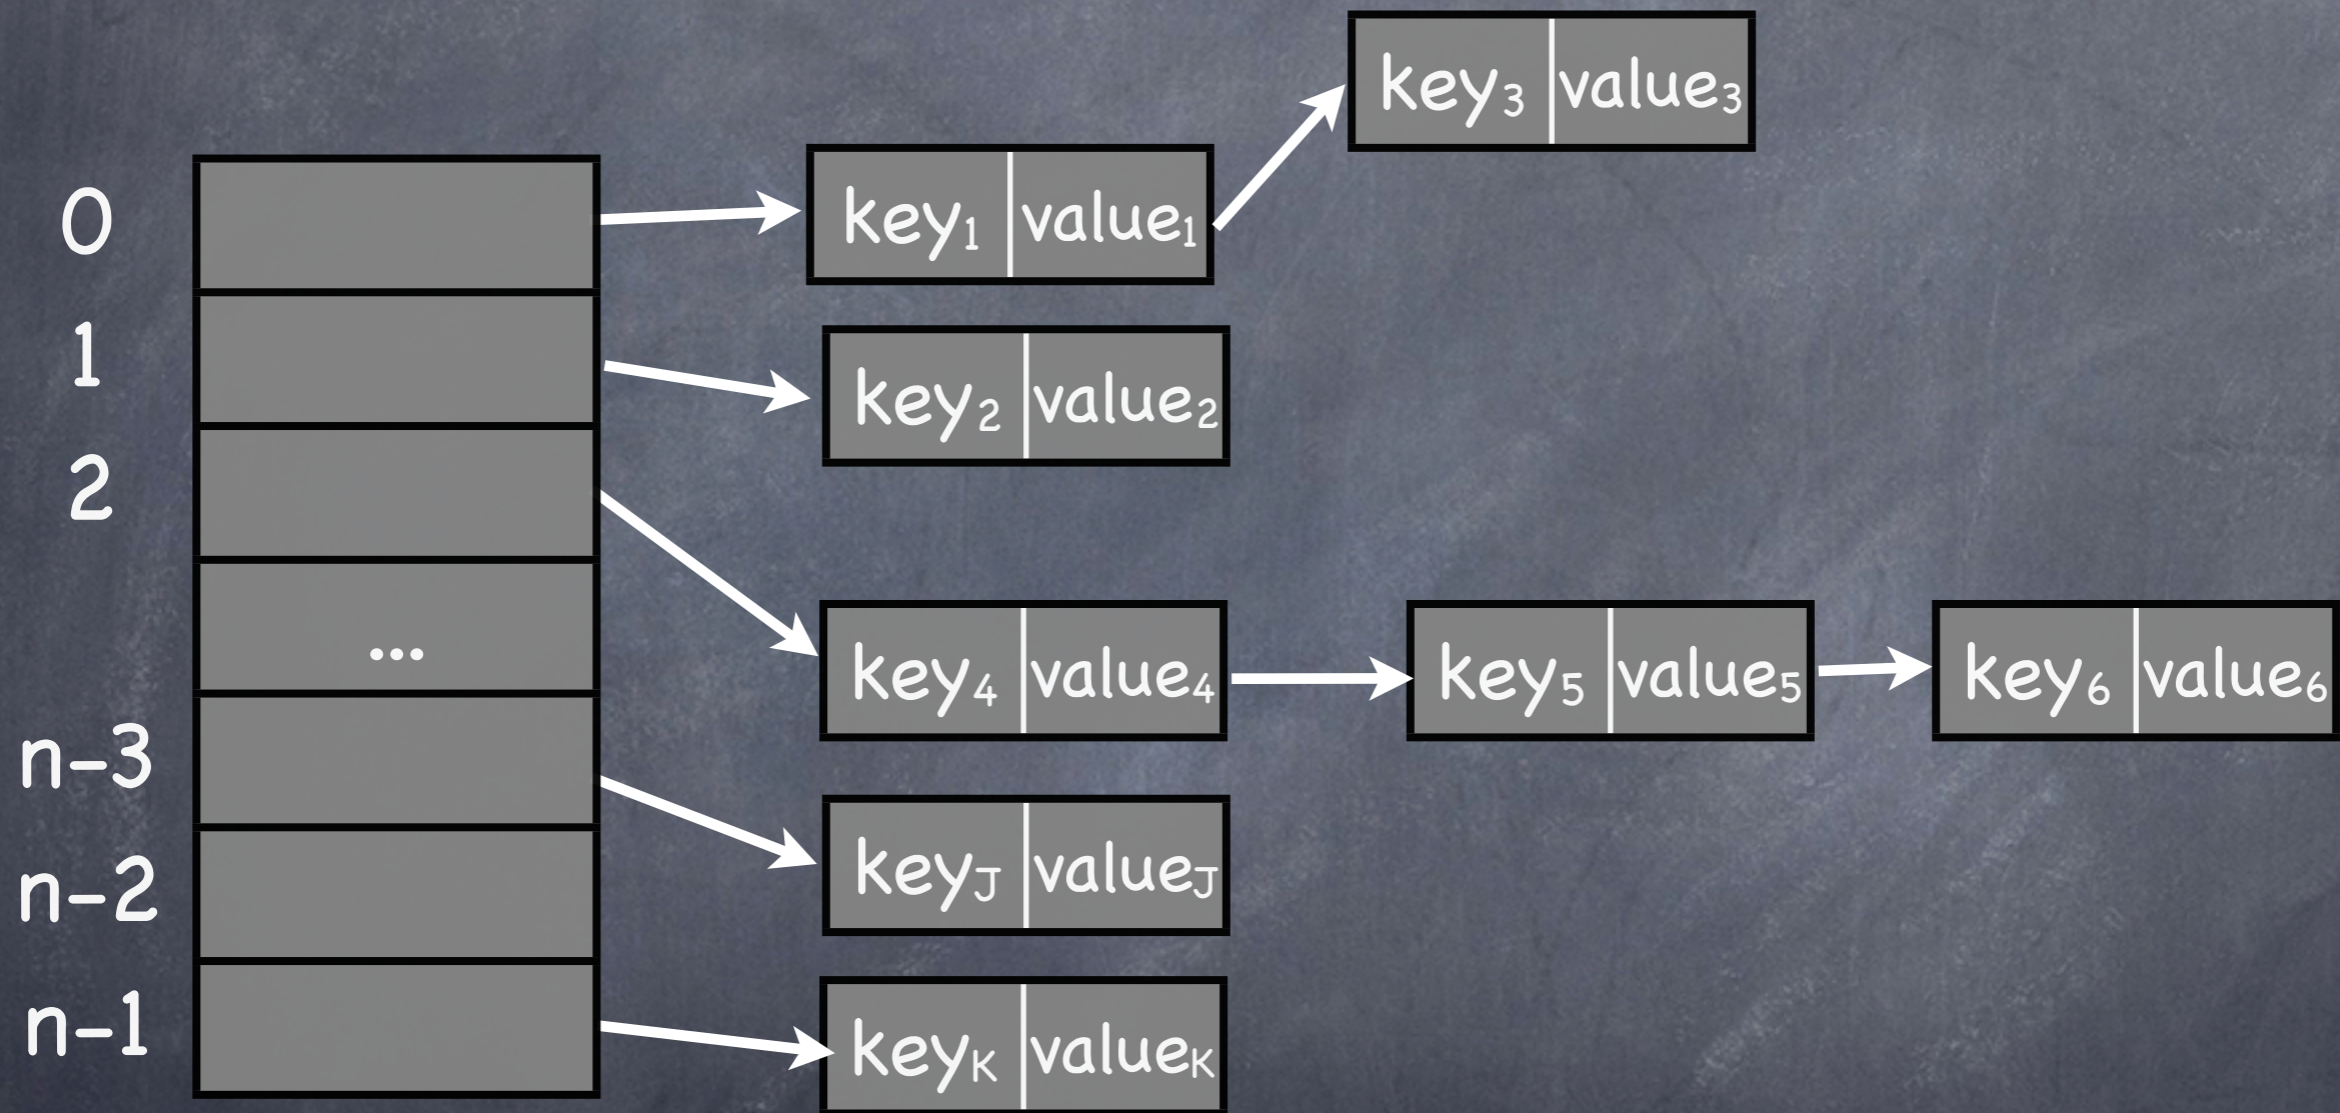 key₃ value₃
0 key₁ value₁
1 key₂ value₂
2
... key₄ value₄ key₅ value₅ key₆ value₆
n-3
n-2 keyJ valueJ
n-1 keyK valueK